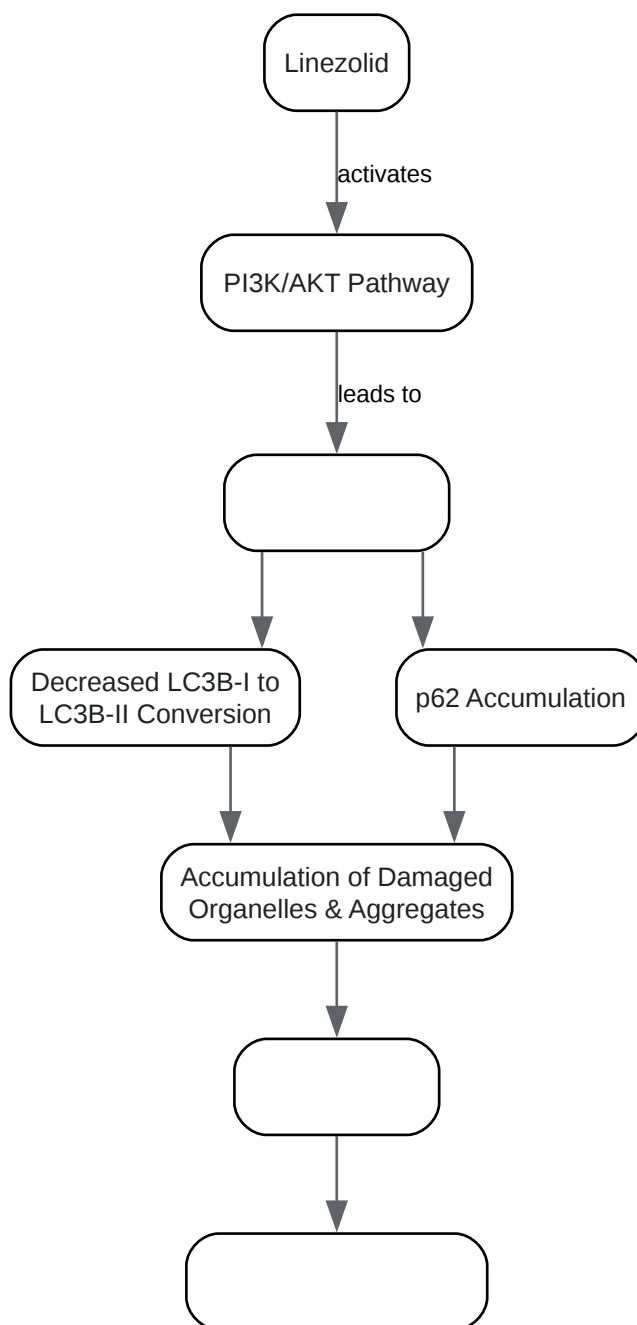 Linezolid
activates
PI3K/AKT Pathway
leads to
Decreased LC3B-I to
LC3B-II Conversion
p62 Accumulation
Accumulation of Damaged
Organelles & Aggregates